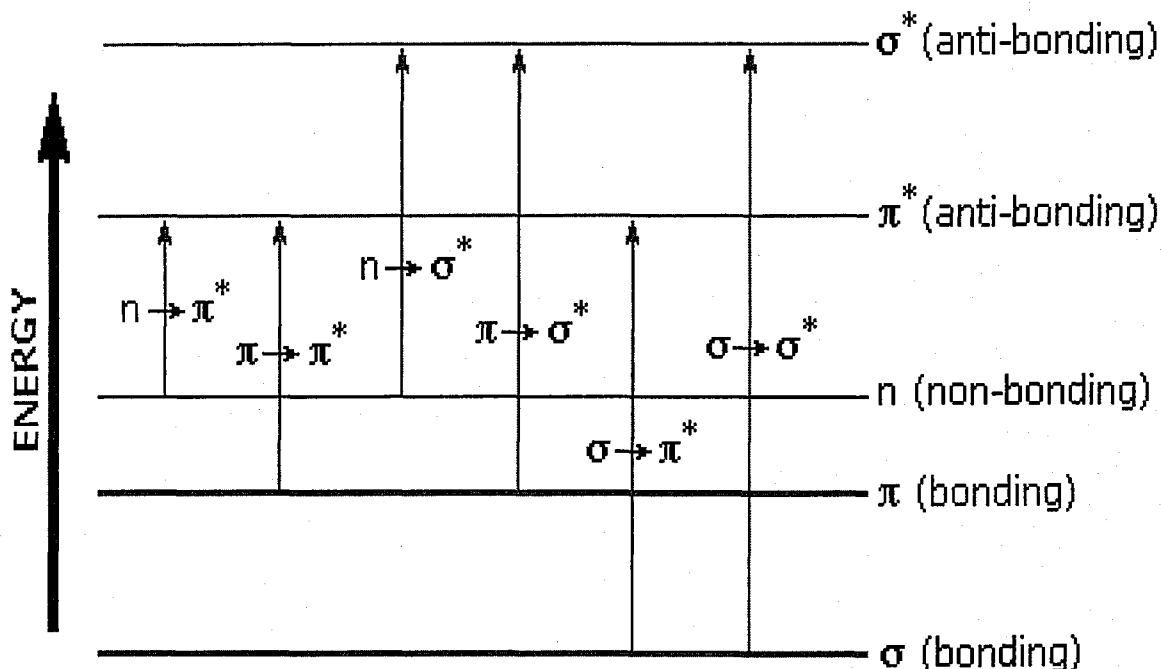 σ* (anti-bonding)
π* (anti-bonding)
n → σ*
n → π*
π → σ*
π → π*
σ → σ*
n (non-bonding)
σ → π*
π (bonding)
σ (bonding)
ENERGY